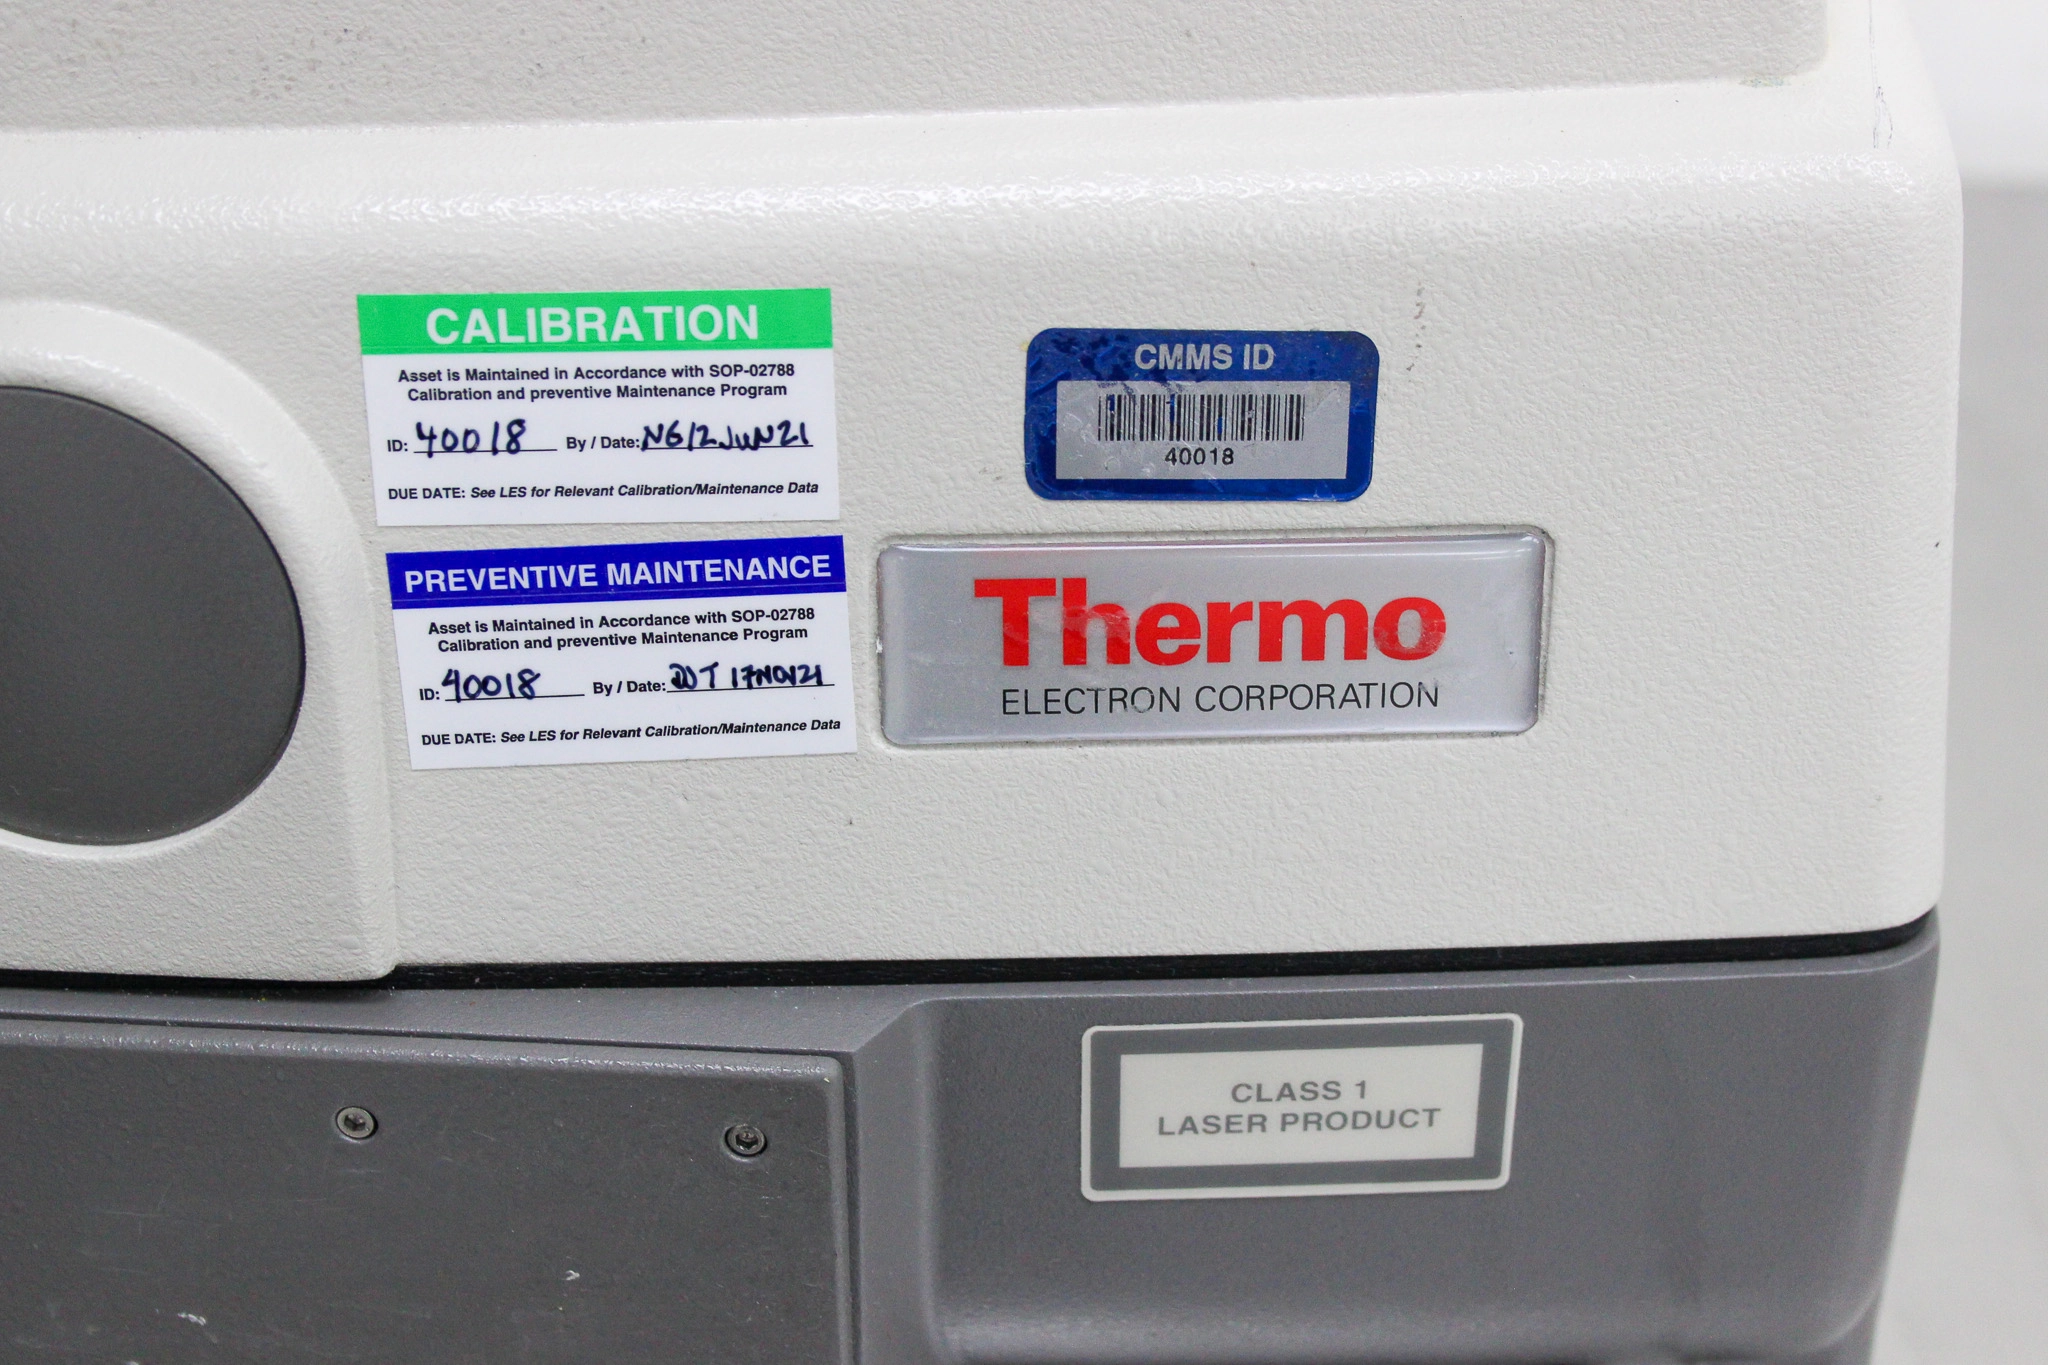 CALIBRATION
Asset is Maintained in Accordance with SOP-02788
Calibration and preventive Maintenance Program
ID: 40018 By / Date: NG 12JUN21
DUE DATE: See LES for Relevant Calibration/Maintenance Data
PREVENTIVE MAINTENANCE
Asset is Maintained in Accordance with SOP-02788
Calibration and preventive Maintenance Program
ID: 40018 By / Date: 17NOV21
DUE DATE: See LES for Relevant Calibration/Maintenance Data
CMMS ID
40018
Thermo
ELECTRON CORPORATION
CLASS 1
LASER PRODUCT